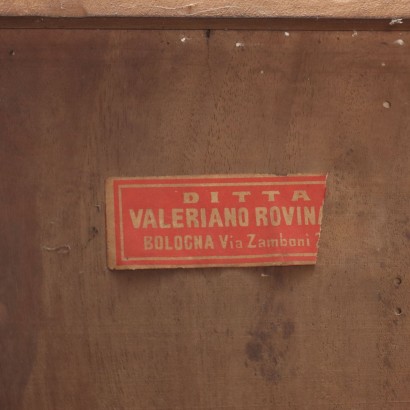 DITTA
VALERIANO ROVINA
BOLOGNA Via Zamboni